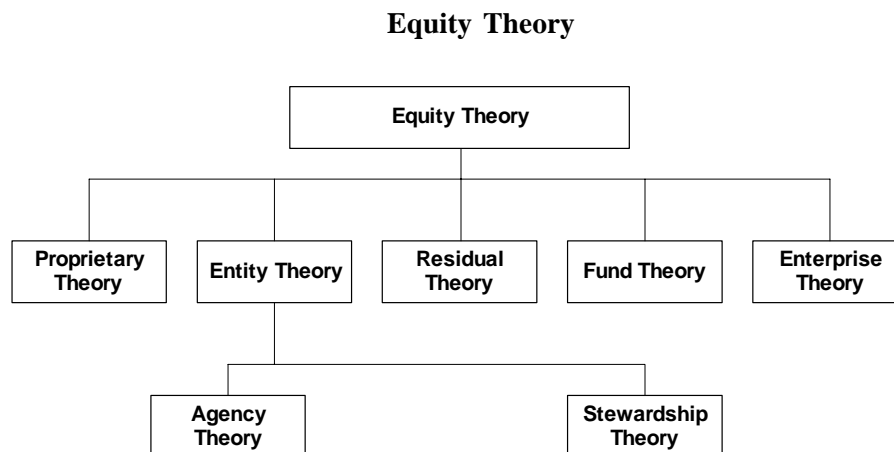 Equity Theory
Equity Theory
Proprietary
Theory
Entity Theory
Residual
Theory
Fund Theory
Enterprise
Theory
Agency
Theory
Stewardship
Theory